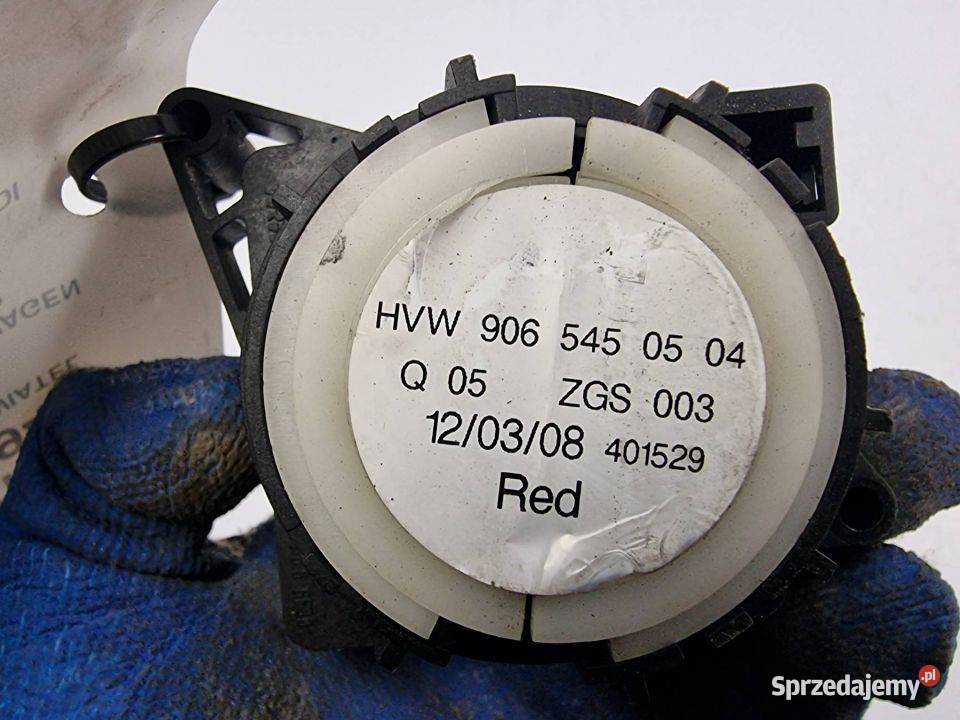 HVW 906 545 05 04
Q 05 ZGS 003
12/03/08 401529
Red
Sprzedajemy.pl